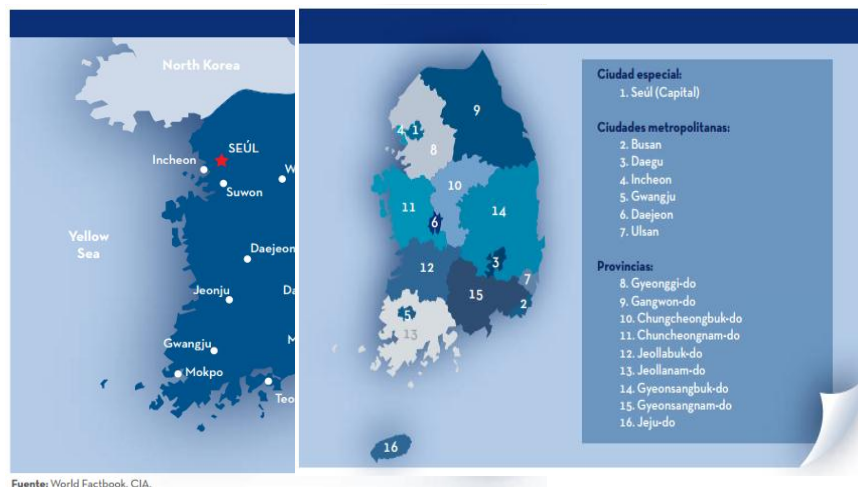 North Korea
SEÚL
Incheon
Suwon
Yellow
Sea
Daejeon
Jeonju
Gwangju
Mokpo
Teo
Fuente: World Factbook, CIA.
9
4 1
8
10
11
14
6
12
3
7
15
2
5
13
16
Ciudad especial:
1. Seúl (Capital)
Ciudades metropolitanas:
2. Busan
3. Daegu
4. Incheon
5. Gwangju
6. Daejeon
7. Ulsan
Provincias:
8. Gyeonggi-do
9. Gangwon-do
10. Chungcheongbuk-do
11. Chuncheongnam-do
12. Jeollabuk-do
13. Jeollanam-do
14. Gyeonsangbuk-do
15. Gyeonsangnam-do
16. Jeju-do